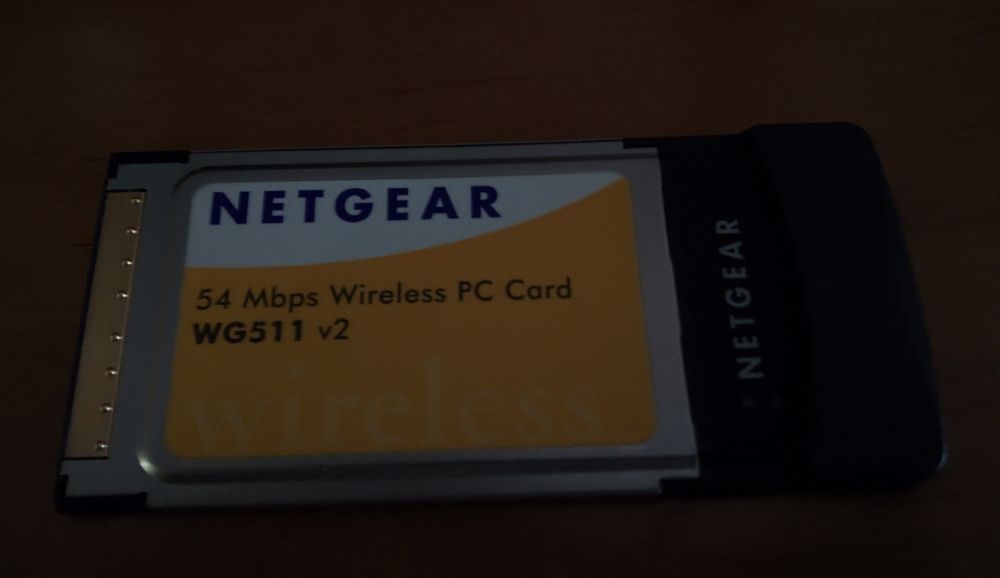 NETGEAR
54 Mbps Wireless PC Card
WG511 v2
wireless
NETGEAR